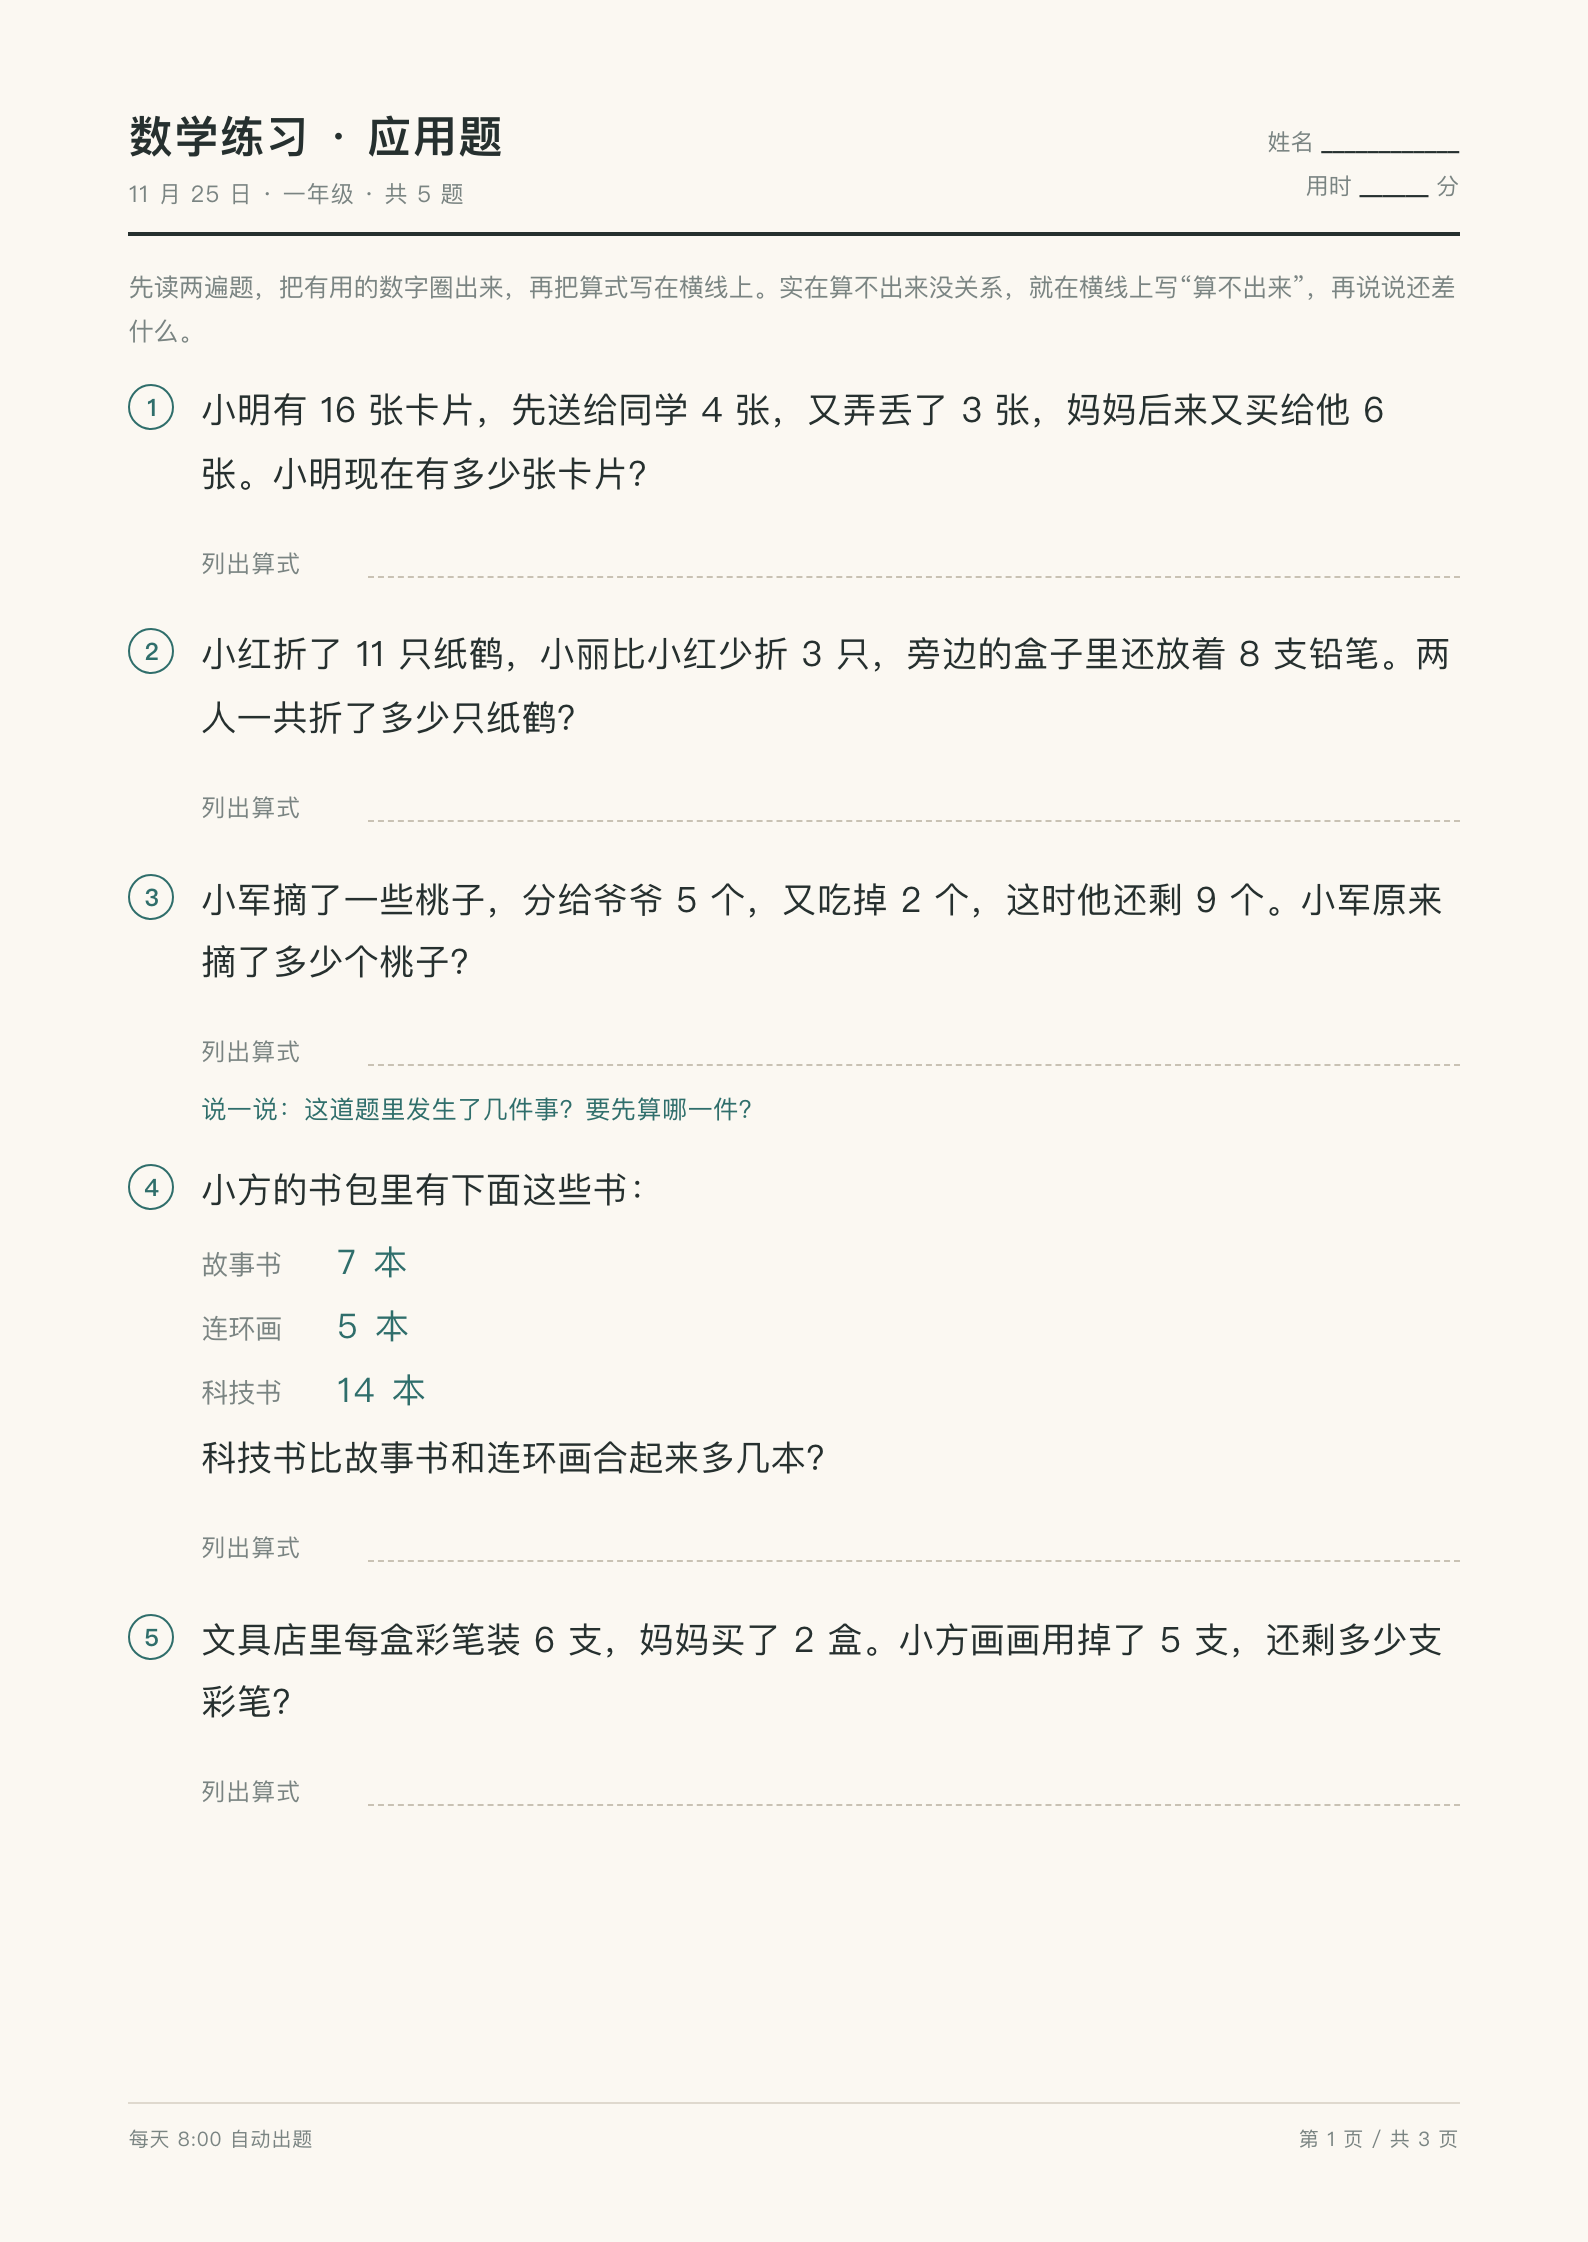 数学练习 · 应用题
11 月 25 日 · 一年级 · 共 5 题
姓名 ____________
用时 ______ 分
先读两遍题，把有用的数字圈出来，再把算式写在横线上。实在算不出来没关系，就在横线上写“算不出来”，再说说还差
什么。
1 小明有 16 张卡片，先送给同学 4 张，又弄丢了 3 张，妈妈后来又买给他 6
张。小明现在有多少张卡片？
列出算式
2 小红折了 11 只纸鹤，小丽比小红少折 3 只，旁边的盒子里还放着 8 支铅笔。两
人一共折了多少只纸鹤？
列出算式
3 小军摘了一些桃子，分给爷爷 5 个，又吃掉 2 个，这时他还剩 9 个。小军原来
摘了多少个桃子？
列出算式
说一说：这道题里发生了几件事？要先算哪一件？
4 小方的书包里有下面这些书：
故事书 7 本
连环画 5 本
科技书 14 本
科技书比故事书和连环画合起来多几本？
列出算式
5 文具店里每盒彩笔装 6 支，妈妈买了 2 盒。小方画画用掉了 5 支，还剩多少支
彩笔？
列出算式
每天 8:00 自动出题
第 1 页 / 共 3 页